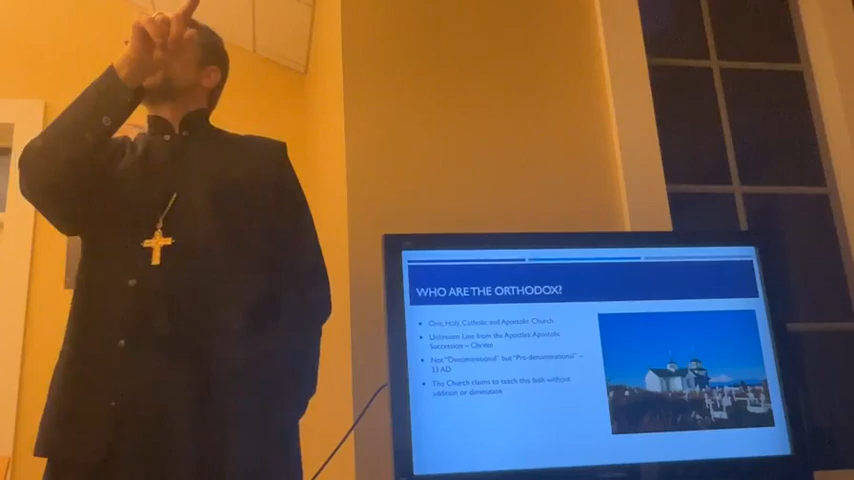 WHO ARE THE ORTHODOX?
One, Holy, Catholic and Apostolic Church
Unbroken Line from the Apostles: Apostolic
Succession –
Not "Denominational" but "Pre-denominational" –
33 AD
The Church claims to teach this faith without
addition or diminution